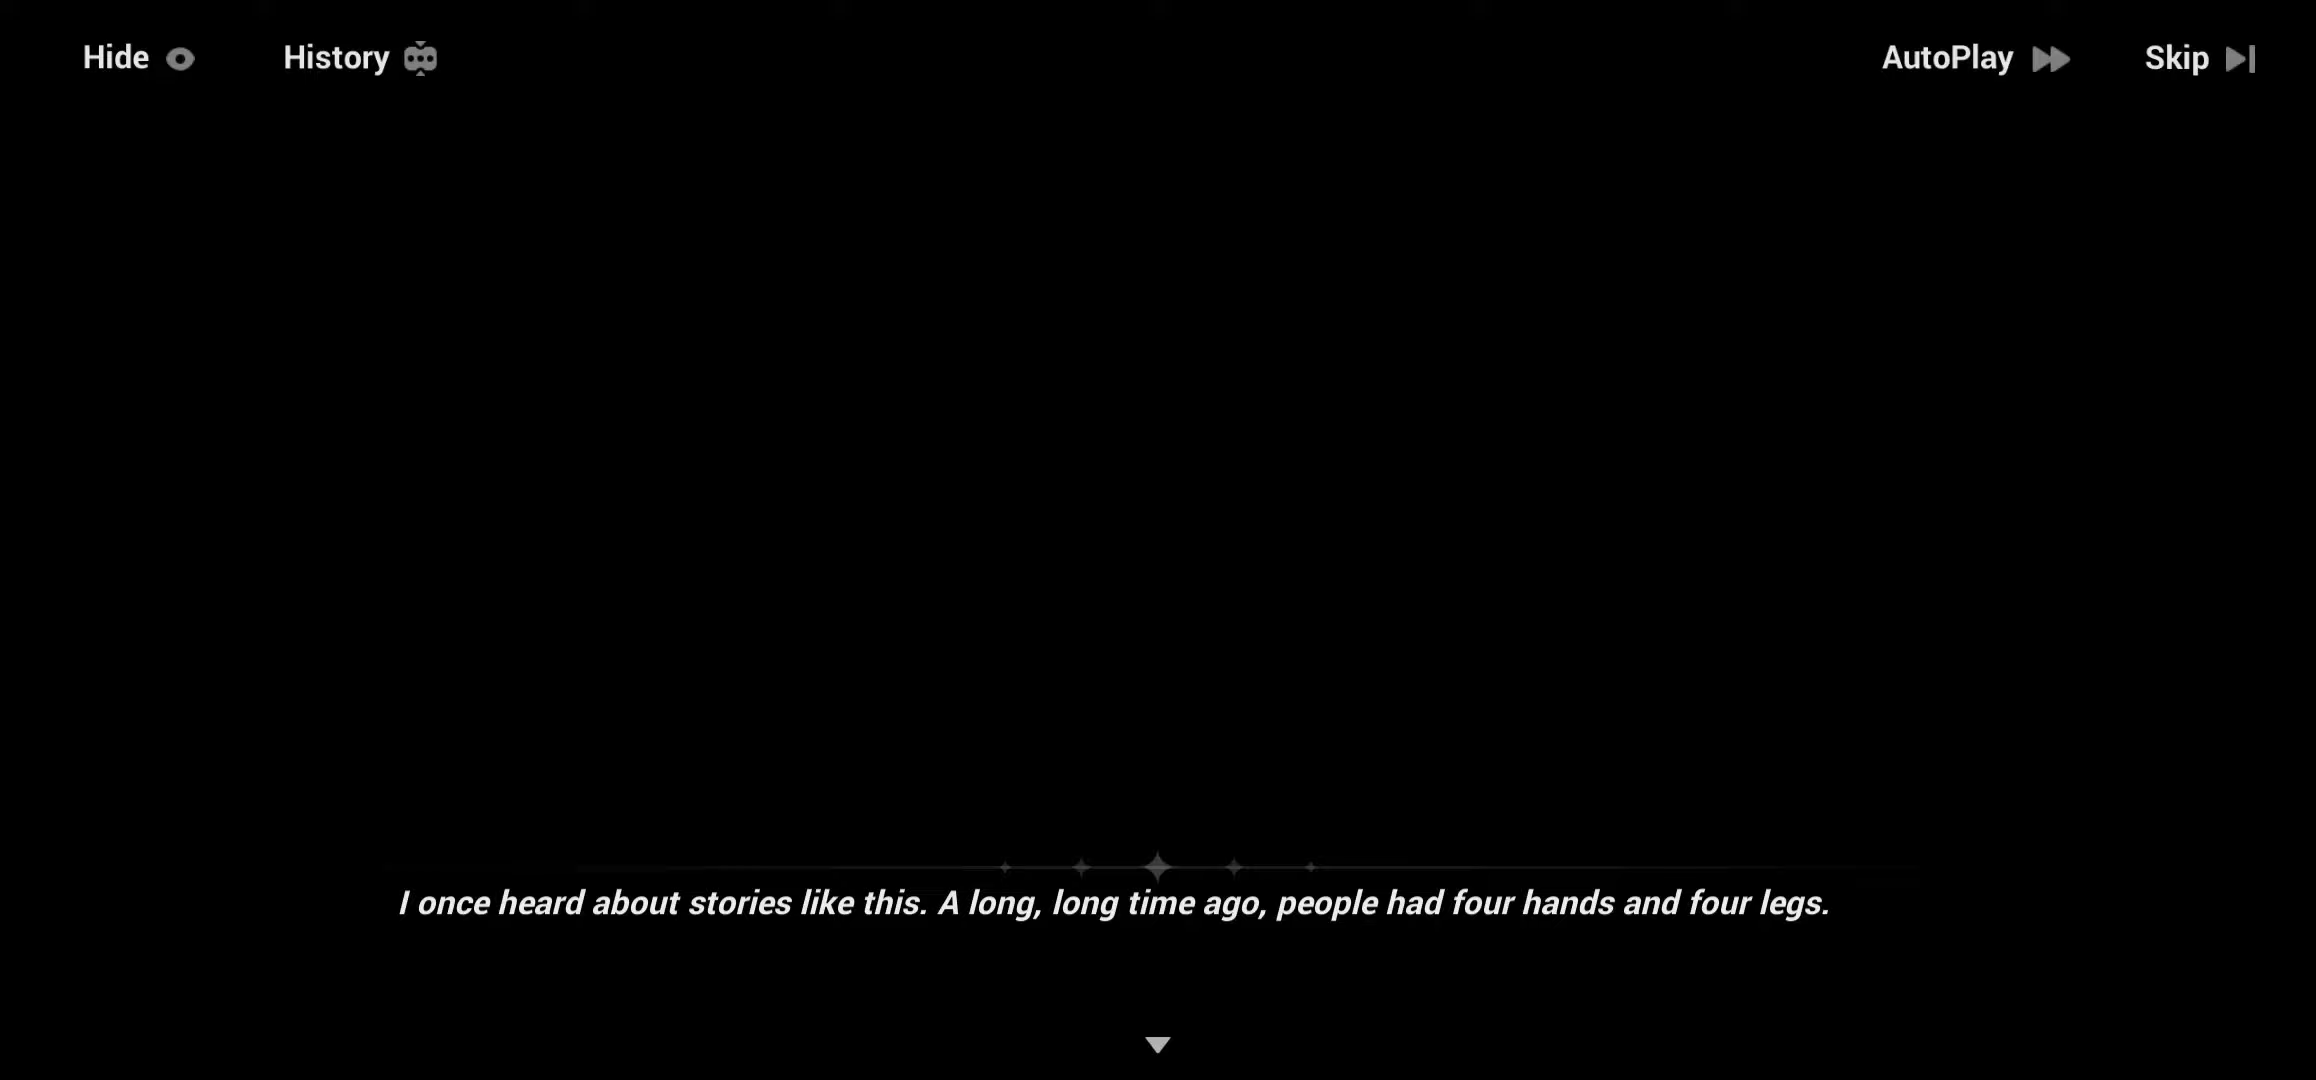 Hide
History
AutoPlay
Skip
I once heard about stories like this. A long, long time ago, people had four hands and four legs.